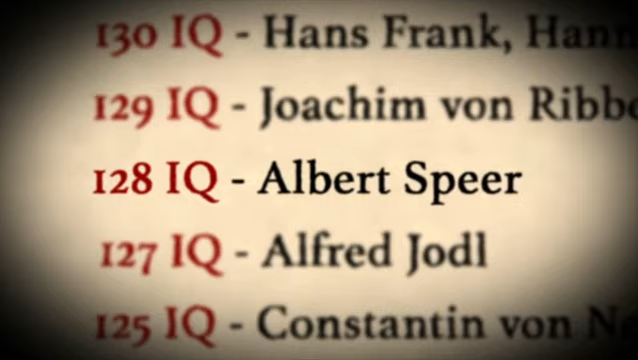 130 IQ - Hans Frank,
129 IQ - Joachim von
128 IQ - Albert Speer
127 IQ - Alfred Jodl
125 IQ - Constantin von